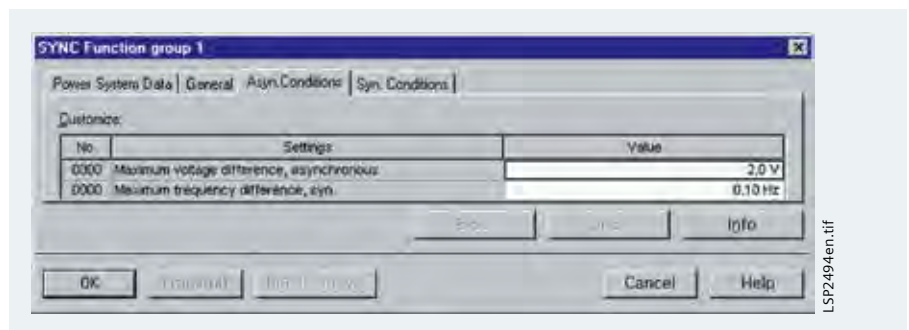 SYNC Function group 1
Power System Data General Asyn.Conditions Syn. Conditions
Customize:
No. Settings Value
0000 Maximum voltage difference, asynchronous 2,0 V
0000 Maximum frequency difference, syn. 0,10 Hz
Info
OK Cancel Help
LSP2494en.tif